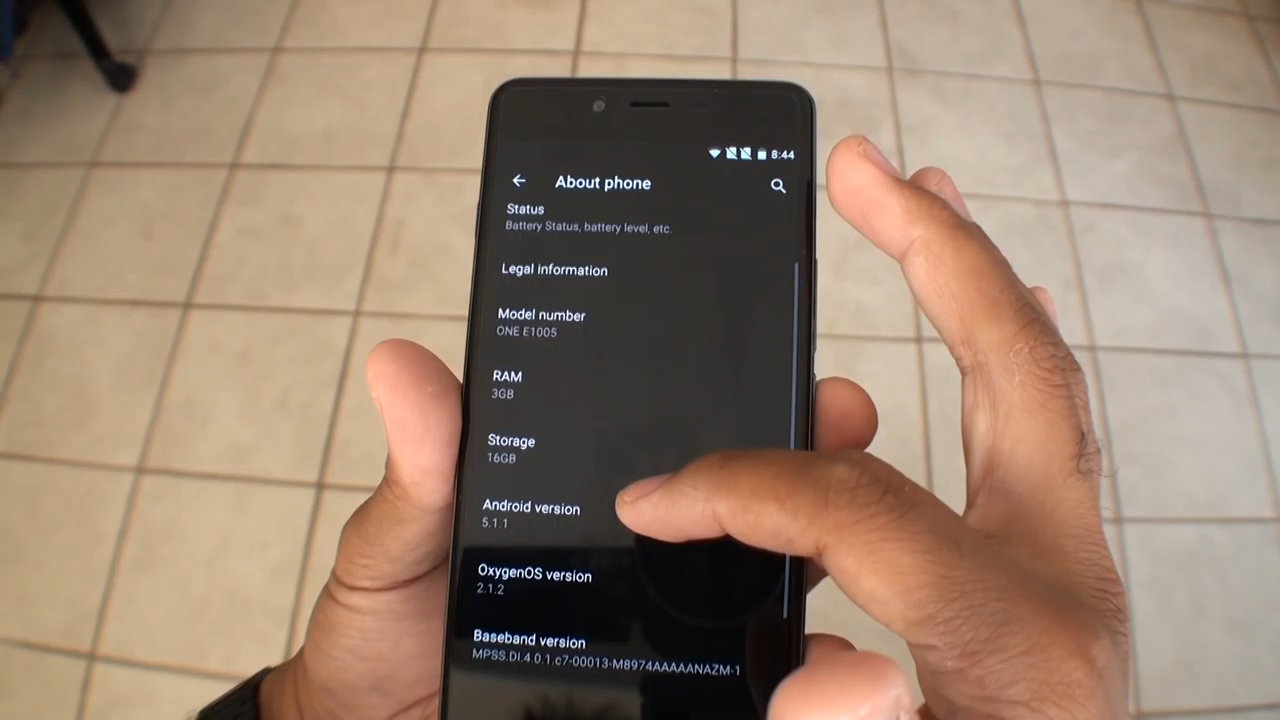 8:44
About phone
Status
Battery Status, battery level, etc.
Legal information
Model number
ONE E1005
RAM
3GB
Storage
16GB
Android version
5.1.1
OxygenOS version
2.1.2
Baseband version
MPSS.DI.4.0.1.c7-00013-M8974AAAAANAZM-1